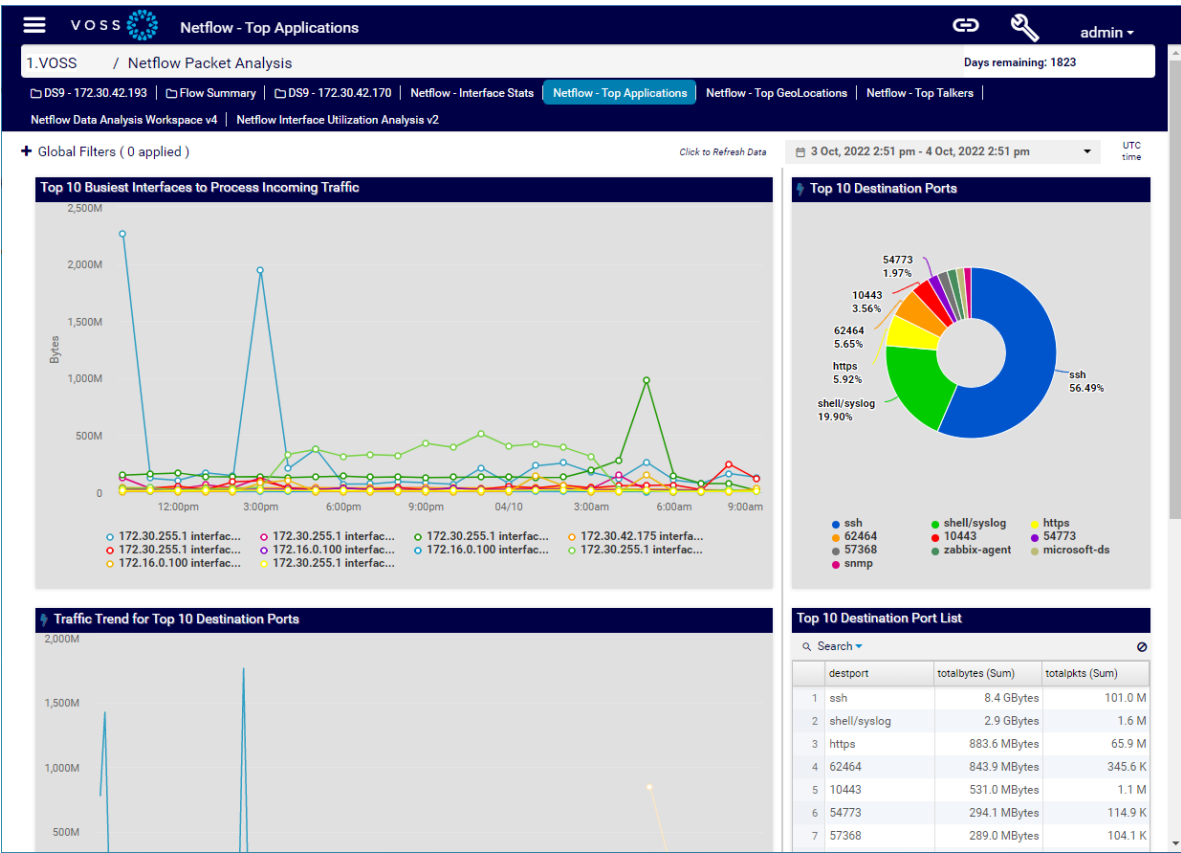 VOSS Netflow - Top Applications admin
1.VOSS / Netflow Packet Analysis Days remaining: 1823
DS9 - 172.30.42.193 Flow Summary DS9 - 172.30.42.170 Netflow - Interface Stats Netflow - Top Applications Netflow - Top GeoLocations Netflow - Top Talkers
Netflow Data Analysis Workspace v4 Netflow Interface Utilization Analysis v2
+ Global Filters ( 0 applied ) Click to Refresh Data 3 Oct, 2022 2:51 pm - 4 Oct, 2022 2:51 pm UTC time
Top 10 Busiest Interfaces to Process Incoming Traffic
2,500M
2,000M
1,500M
1,000M
500M
0
Bytes
12:00pm 3:00pm 6:00pm 9:00pm 04/10 3:00am 6:00am 9:00am
172.30.255.1 interfac... 172.30.255.1 interfac... 172.30.255.1 interfac... 172.30.42.175 interfa...
172.30.255.1 interfac... 172.16.0.100 interfac... 172.16.0.100 interfac... 172.30.255.1 interfac...
172.16.0.100 interfac... 172.30.255.1 interfac...
Top 10 Destination Ports
54773
1.97%
10443
3.56%
62464
5.65%
https
5.92%
shell/syslog
19.90%
ssh
56.49%
ssh shell/syslog https
62464 10443 54773
57368 zabbix-agent microsoft-ds
snmp
Traffic Trend for Top 10 Destination Ports
2,000M
1,500M
1,000M
500M
Top 10 Destination Port List
Search
destport totalbytes (Sum) totalpkts (Sum)
1 ssh 8.4 GBytes 101.0 M
2 shell/syslog 2.9 GBytes 1.6 M
3 https 883.6 MBytes 65.9 M
4 62464 843.9 MBytes 345.6 K
5 10443 531.0 MBytes 1.1 M
6 54773 294.1 MBytes 114.9 K
7 57368 289.0 MBytes 104.1 K